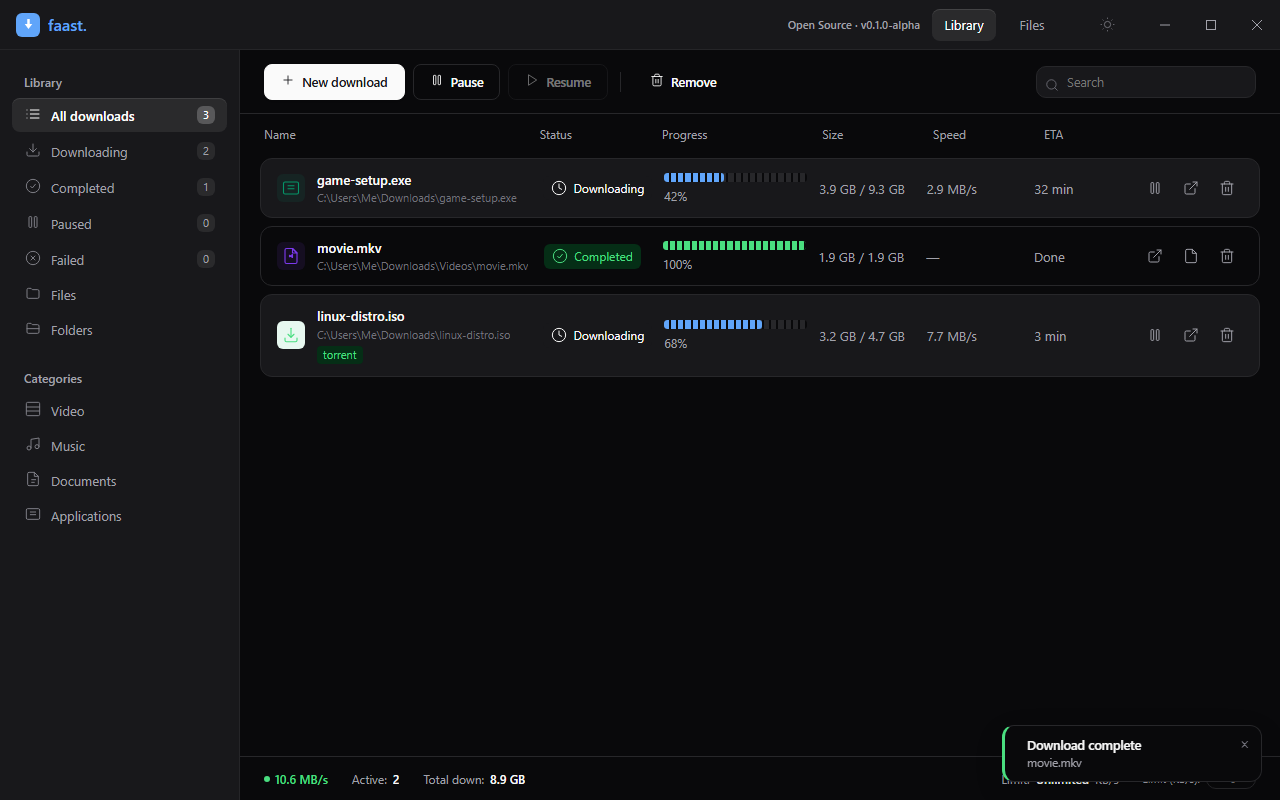 faast.
Open Source · v0.1.0-alpha
Library
Files
Library
All downloads 3
Downloading 2
Completed 1
Paused 0
Failed 0
Files
Folders
Categories
Video
Music
Documents
Applications
New download
Pause
Resume
Remove
Search
Name Status Progress Size Speed ETA
game-setup.exe
C:\Users\Me\Downloads\game-setup.exe
Downloading
42%
3.9 GB / 9.3 GB
2.9 MB/s
32 min
movie.mkv
C:\Users\Me\Downloads\Videos\movie.mkv
Completed
100%
1.9 GB / 1.9 GB
—
Done
linux-distro.iso
C:\Users\Me\Downloads\linux-distro.iso
torrent
Downloading
68%
3.2 GB / 4.7 GB
7.7 MB/s
3 min
10.6 MB/s
Active: 2
Total down: 8.9 GB
Download complete
movie.mkv